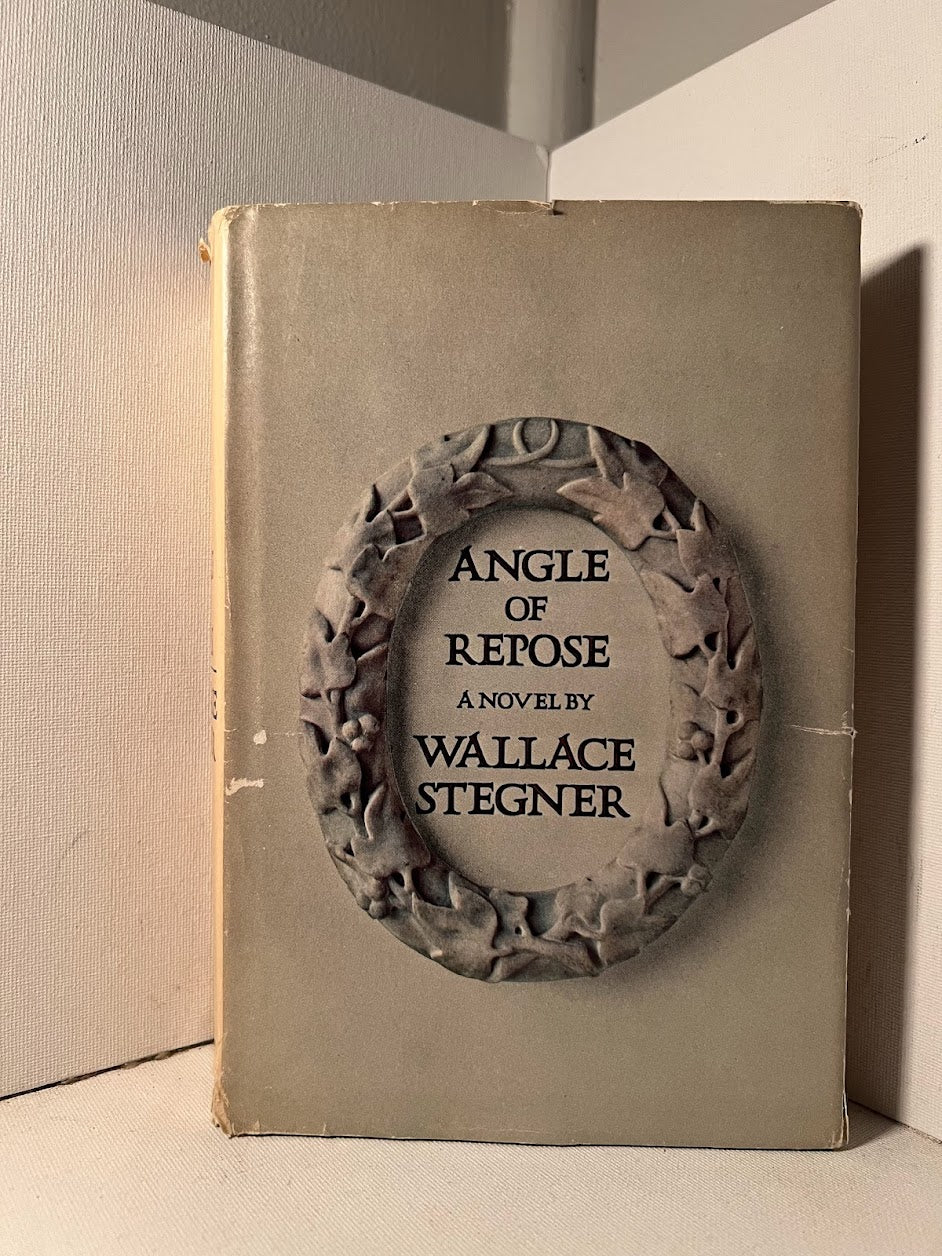 ANGLE
OF
REPOSE
A NOVEL BY
WALLACE
STEGNER